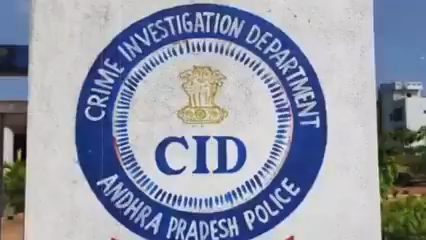 CRIME INVESTIGATION DEPARTMENT
CID
ANDHRA PRADESH POLICE